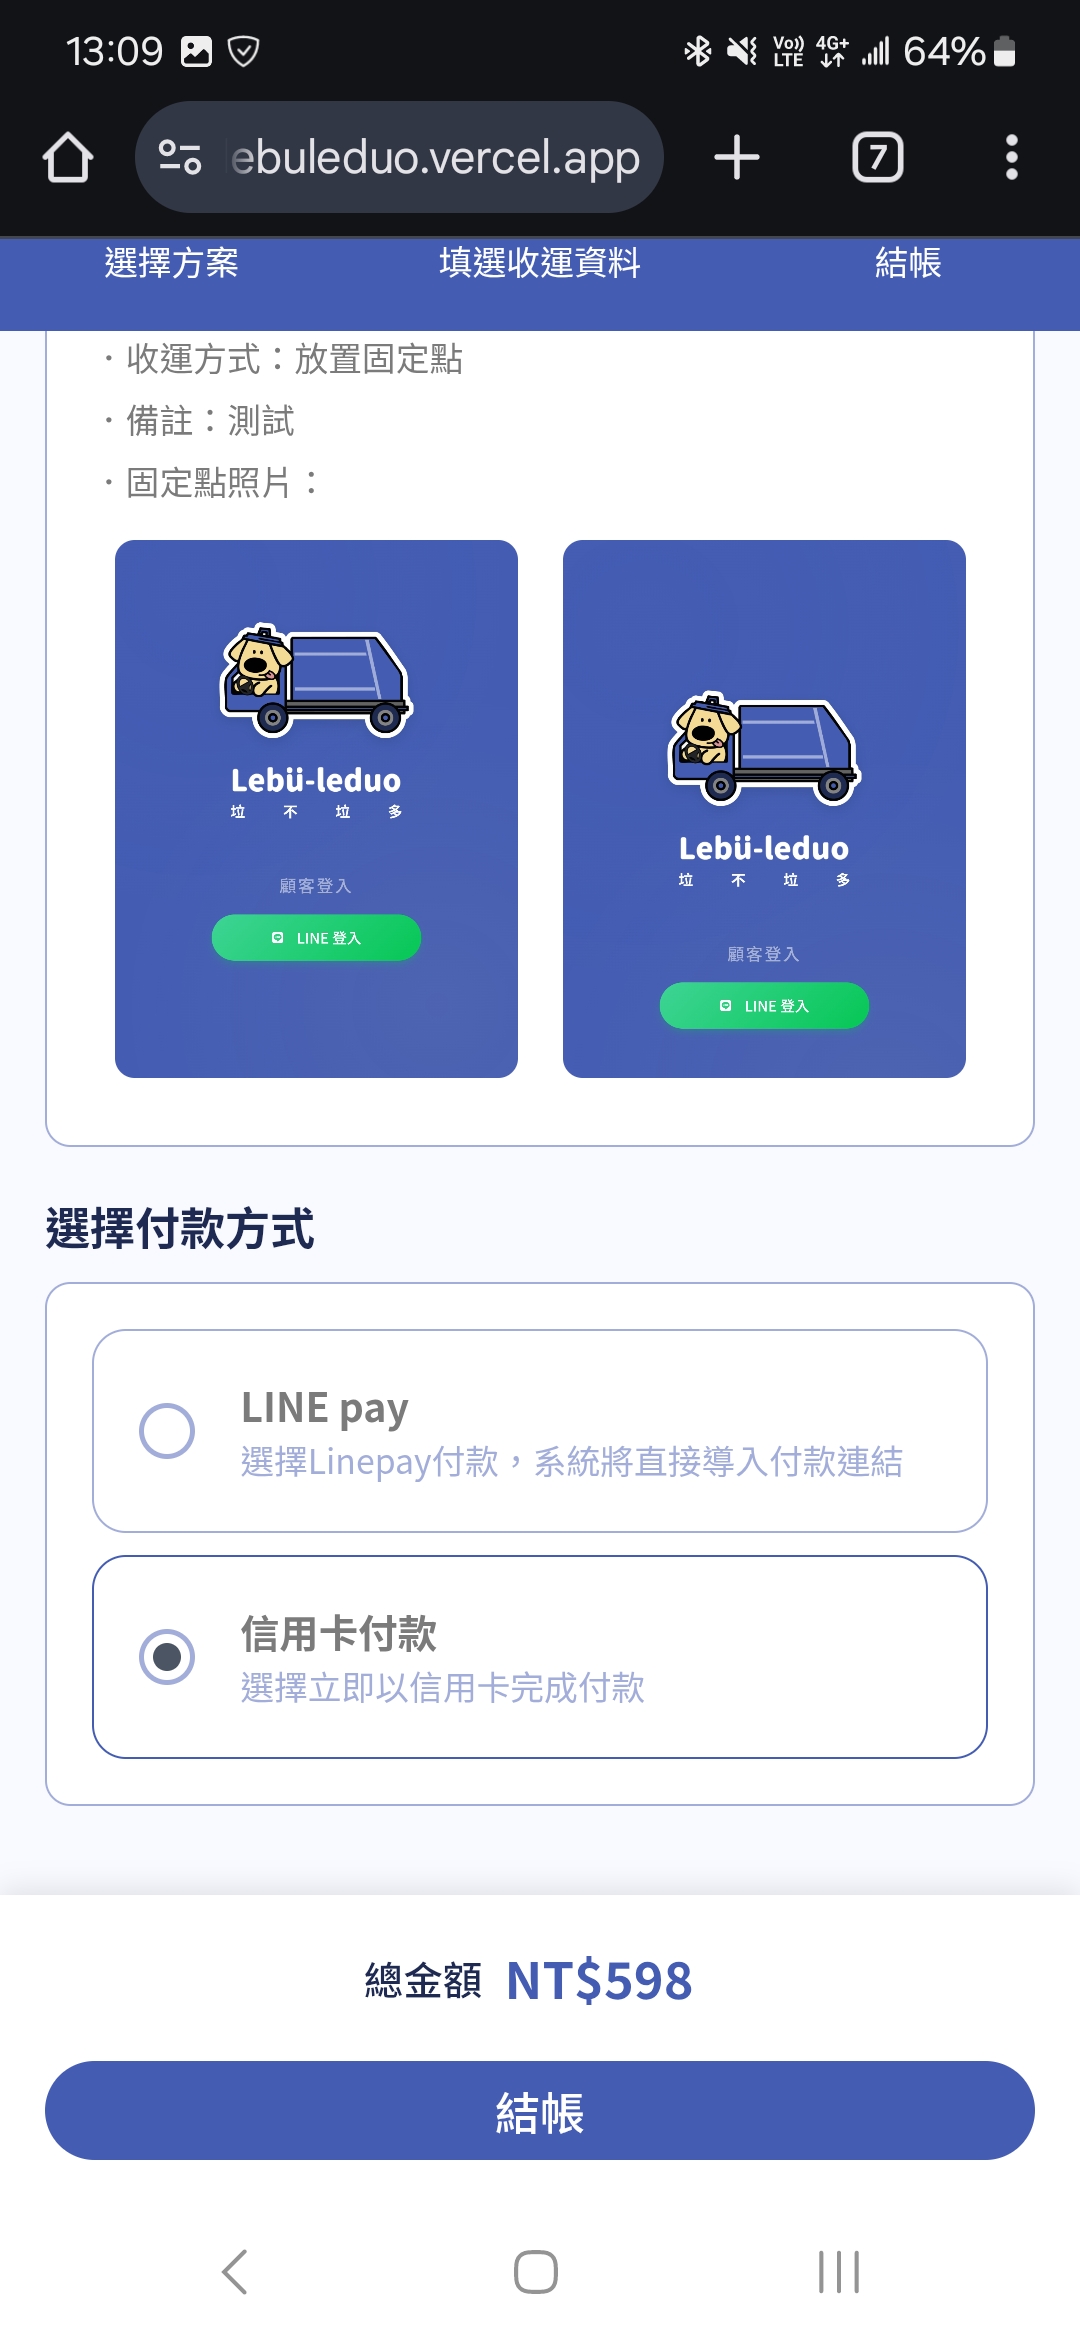 13:09
Vo)) LTE 4G+ 64%
ebuleduo.vercel.app
7
選擇方案 填選收運資料 結帳
・收運方式：放置固定點
・備註：測試
・固定點照片：
Lebü-leduo
垃 不 垃 多
顧客登入
LINE 登入
Lebü-leduo
垃 不 垃 多
顧客登入
LINE 登入
選擇付款方式
LINE pay
選擇Linepay付款，系統將直接導入付款連結
信用卡付款
選擇立即以信用卡完成付款
總金額 NT$598
結帳